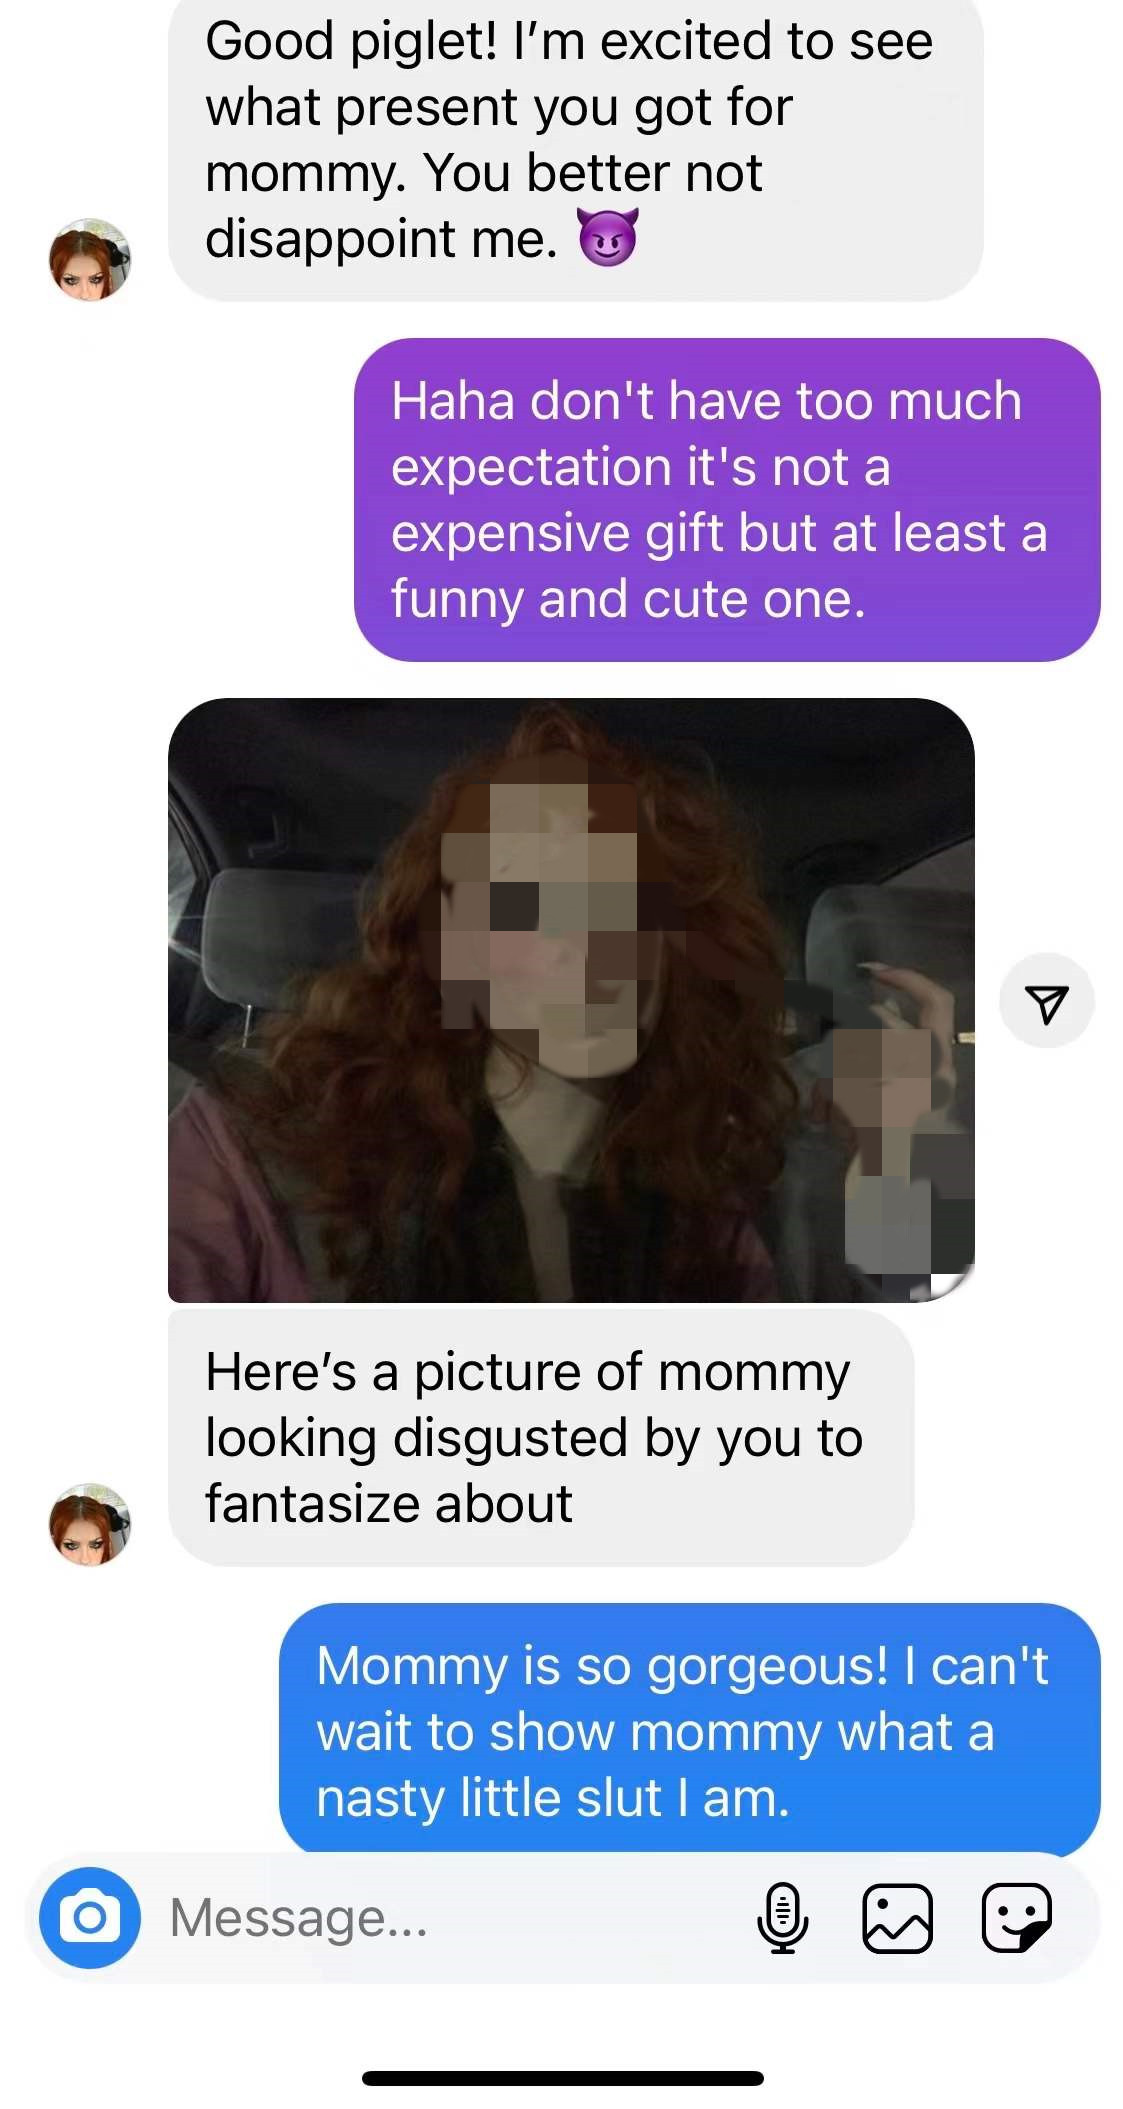 Good piglet! I’m excited to see
what present you got for
mommy. You better not
disappoint me. 😈
Haha don't have too much
expectation it's not a
expensive gift but at least a
funny and cute one.
Here’s a picture of mommy
looking disgusted by you to
fantasize about
Mommy is so gorgeous! I can't
wait to show mommy what a
nasty little slut I am.
Message...